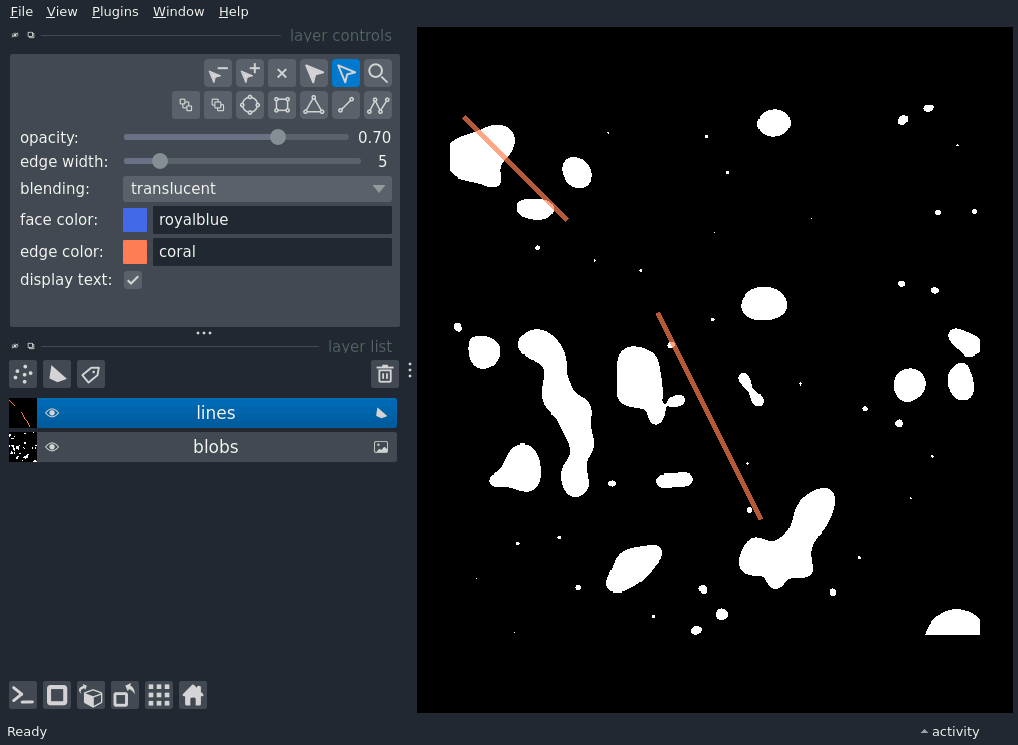 File View Plugins Window Help
layer controls
opacity: 0.70
edge width: 5
blending: translucent
face color: royalblue
edge color: coral
display text:
layer list
lines
blobs
Ready
activity